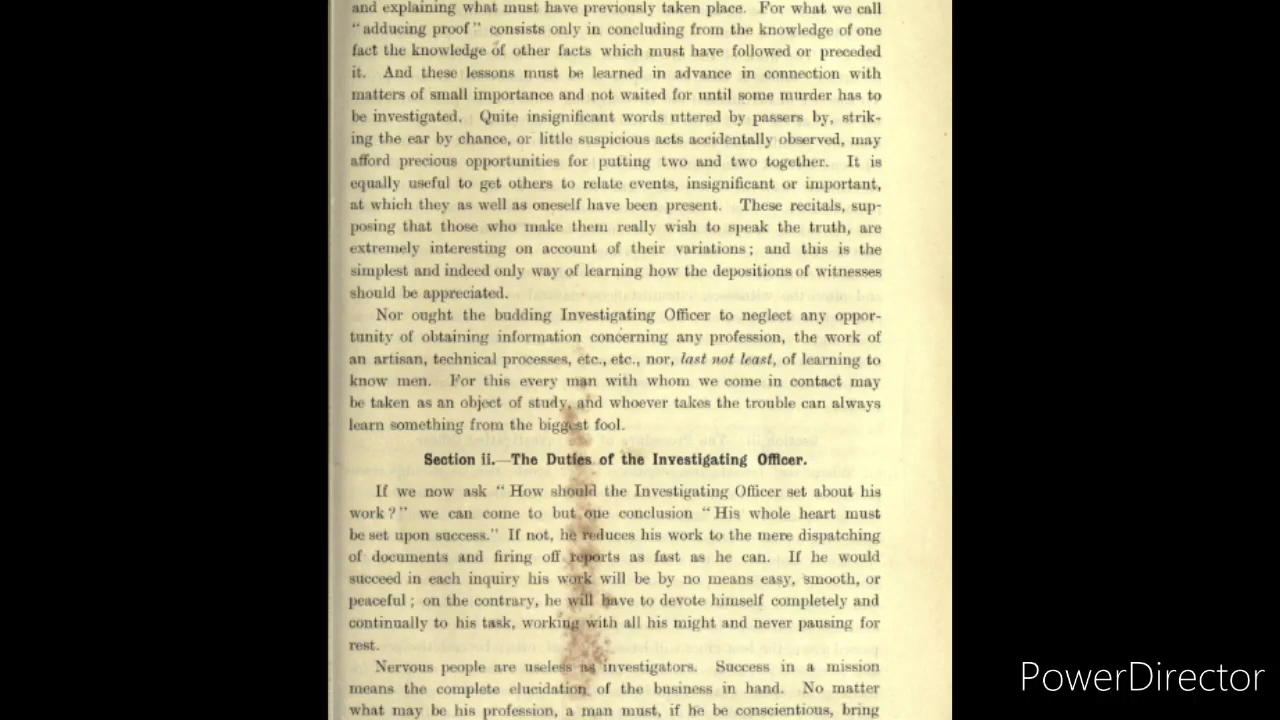 and explaining what must have previously taken place. For what we call
"adducing proof" consists only in concluding from the knowledge of one
fact the knowledge of other facts which must have followed or preceded
it. And these lessons must be learned in advance in connection with
matters of small importance and not waited for until some murder has to
be investigated. Quite insignificant words uttered by passers by, strik-
ing the ear by chance, or little suspicious acts accidentally observed, may
afford precious opportunities for putting two and two together. It is
equally useful to get others to relate events, insignificant or important,
at which they as well as oneself have been present. These recitals, sup-
posing that those who make them really wish to speak the truth, are
extremely interesting on account of their variations; and this is the
simplest and indeed only way of learning how the depositions of witnesses
should be appreciated.
Nor ought the budding Investigating Officer to neglect any oppor-
tunity of obtaining information concerning any profession, the work of
an artisan, technical processes, etc., etc., nor, last not least, of learning to
know men. For this every man with whom we come in contact may
be taken as an object of study, and whoever takes the trouble can always
learn something from the biggest fool.
Section ii.—The Duties of the Investigating Officer.
If we now ask "How should the Investigating Officer set about his
work?" we can come to but one conclusion "His whole heart must
be set upon success." If not, he reduces his work to the mere dispatching
of documents and firing off reports as fast as he can. If he would
succeed in each inquiry his work will be by no means easy, smooth, or
peaceful; on the contrary, he will have to devote himself completely and
continually to his task, working with all his might and never pausing for
rest.
Nervous people are useless as investigators. Success in a mission
means the complete elucidation of the business in hand. No matter
what may be his profession, a man must, if he be conscientious, bring
PowerDirector